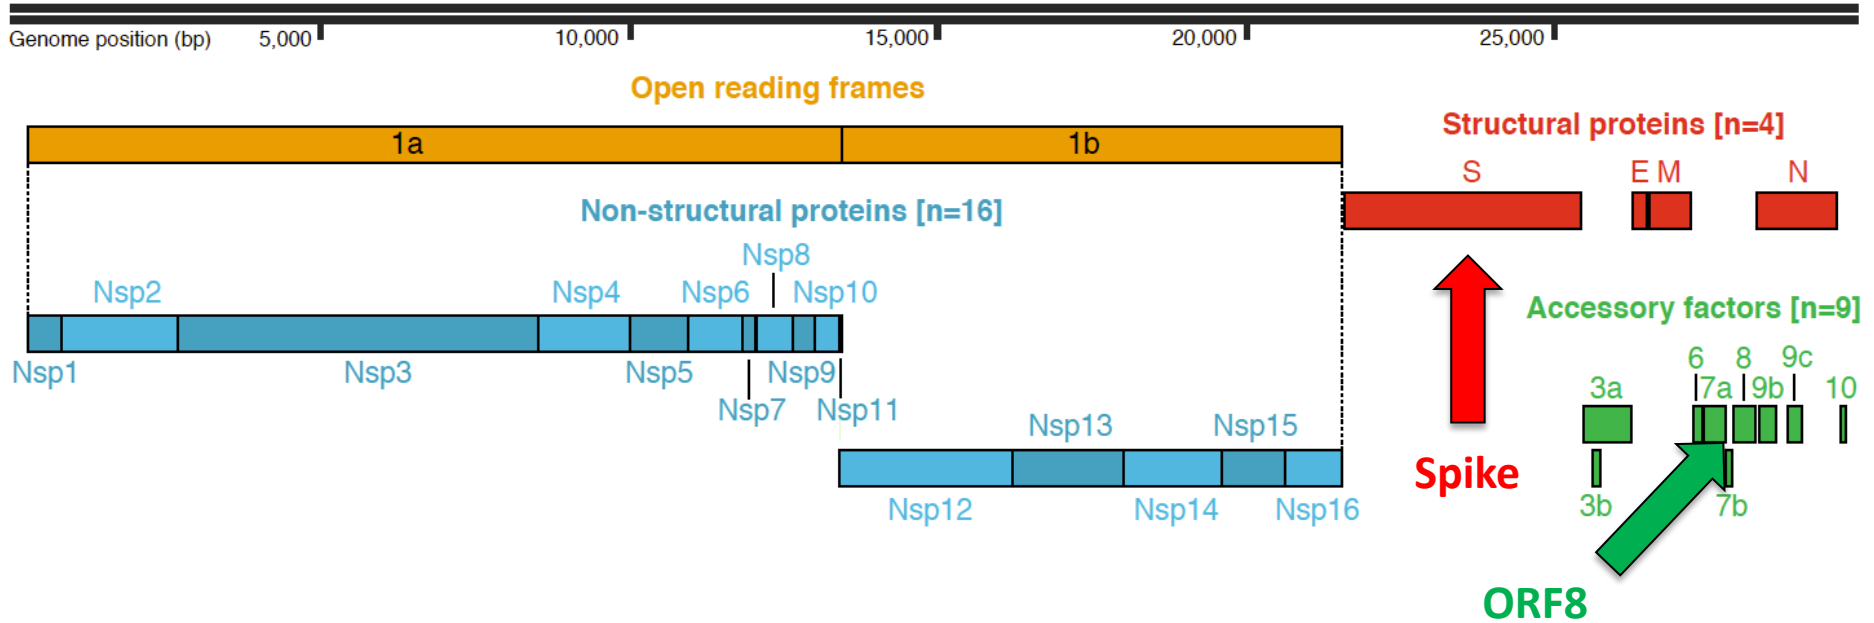 Genome position (bp) 5,000 10,000 15,000 20,000 25,000
Open reading frames
1a 1b
Structural proteins [n=4]
S E M N
Non-structural proteins [n=16]
Nsp8
Nsp2 Nsp4 Nsp6 Nsp10
Nsp1 Nsp3 Nsp5 Nsp9
Nsp7 Nsp11
Nsp13 Nsp15
Nsp12 Nsp14 Nsp16
Spike
Accessory factors [n=9]
6 8 9c
3a 7a 9b 10
3b 7b
ORF8